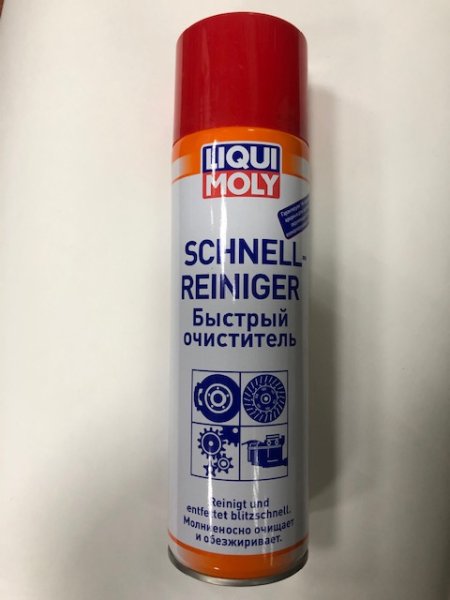 LIQUI
MOLY
SCHNELL-
REINIGER
Быстрый
очиститель
Reinigt und
entfettet blitzschnell.
Молниеносно очищает
и обезжиривает.